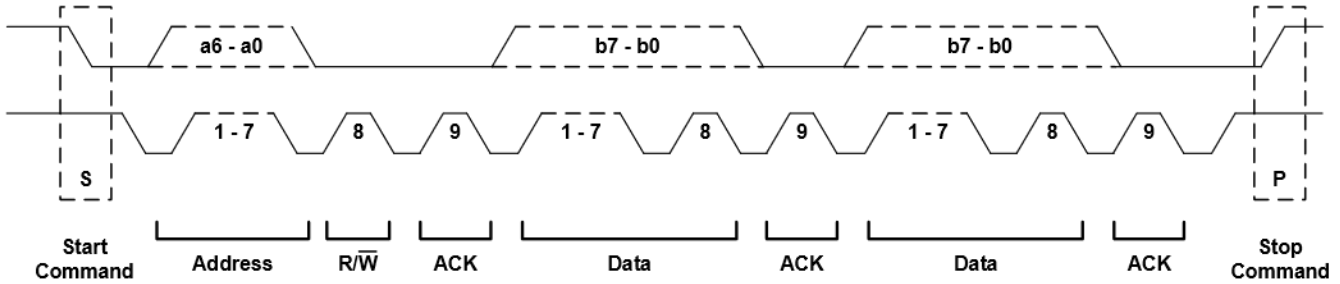 a6 - a0
b7 - b0
b7 - b0
1 - 7
8
9
1 - 7
8
9
1 - 7
8
9
S
P
Start
Command
Address
R/W̅
ACK
Data
ACK
Data
ACK
Stop
Command